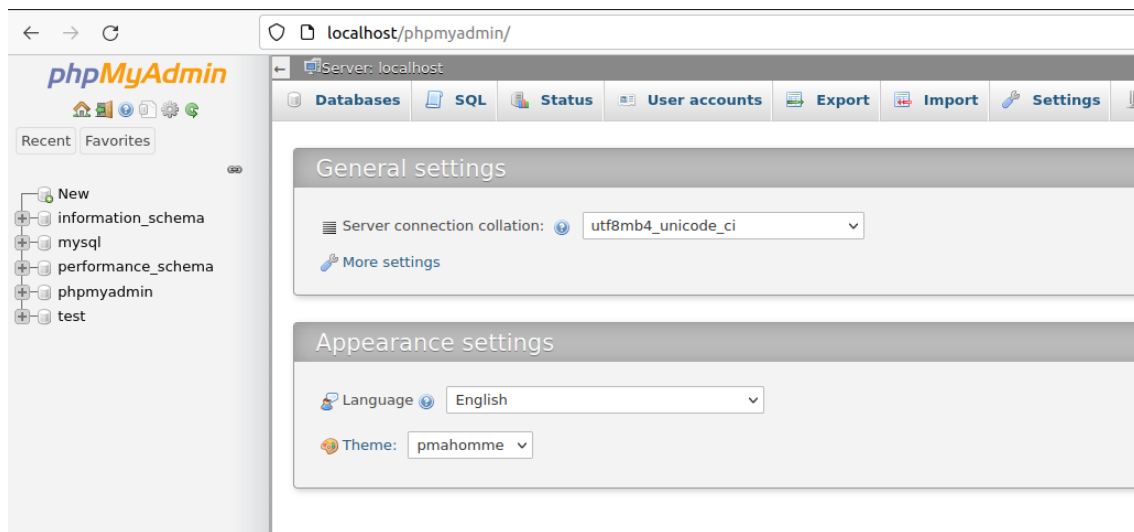 localhost/phpmyadmin/
phpMyAdmin
Recent Favorites
New
information_schema
mysql
performance_schema
phpmyadmin
test
Server: localhost
Databases SQL Status User accounts Export Import Settings
General settings
Server connection collation: utf8mb4_unicode_ci
More settings
Appearance settings
Language English
Theme: pmahomme